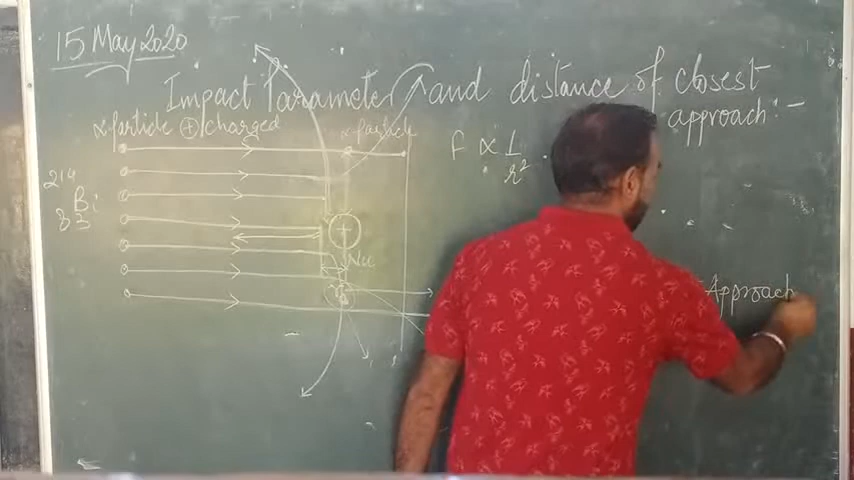 15 May 2020
Impact Parameter and distance of closest
approach:-
α particle ⊕ charged
α particle
F ∝ 1/r²
214
Bi
83
+
Nu
Approach